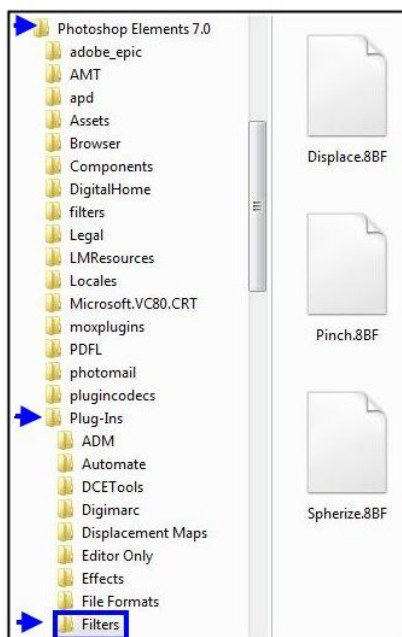 Photoshop Elements 7.0
adobe_epic
AMT
apd
Assets
Browser
Components
DigitalHome
filters
Legal
LMResources
Locales
Microsoft.VC80.CRT
moxplugins
PDFL
photomail
plugincodecs
Plug-Ins
ADM
Automate
DCETools
Digimarc
Displacement Maps
Editor Only
Effects
File Formats
Filters
Displace.8BF
Pinch.8BF
Spherize.8BF